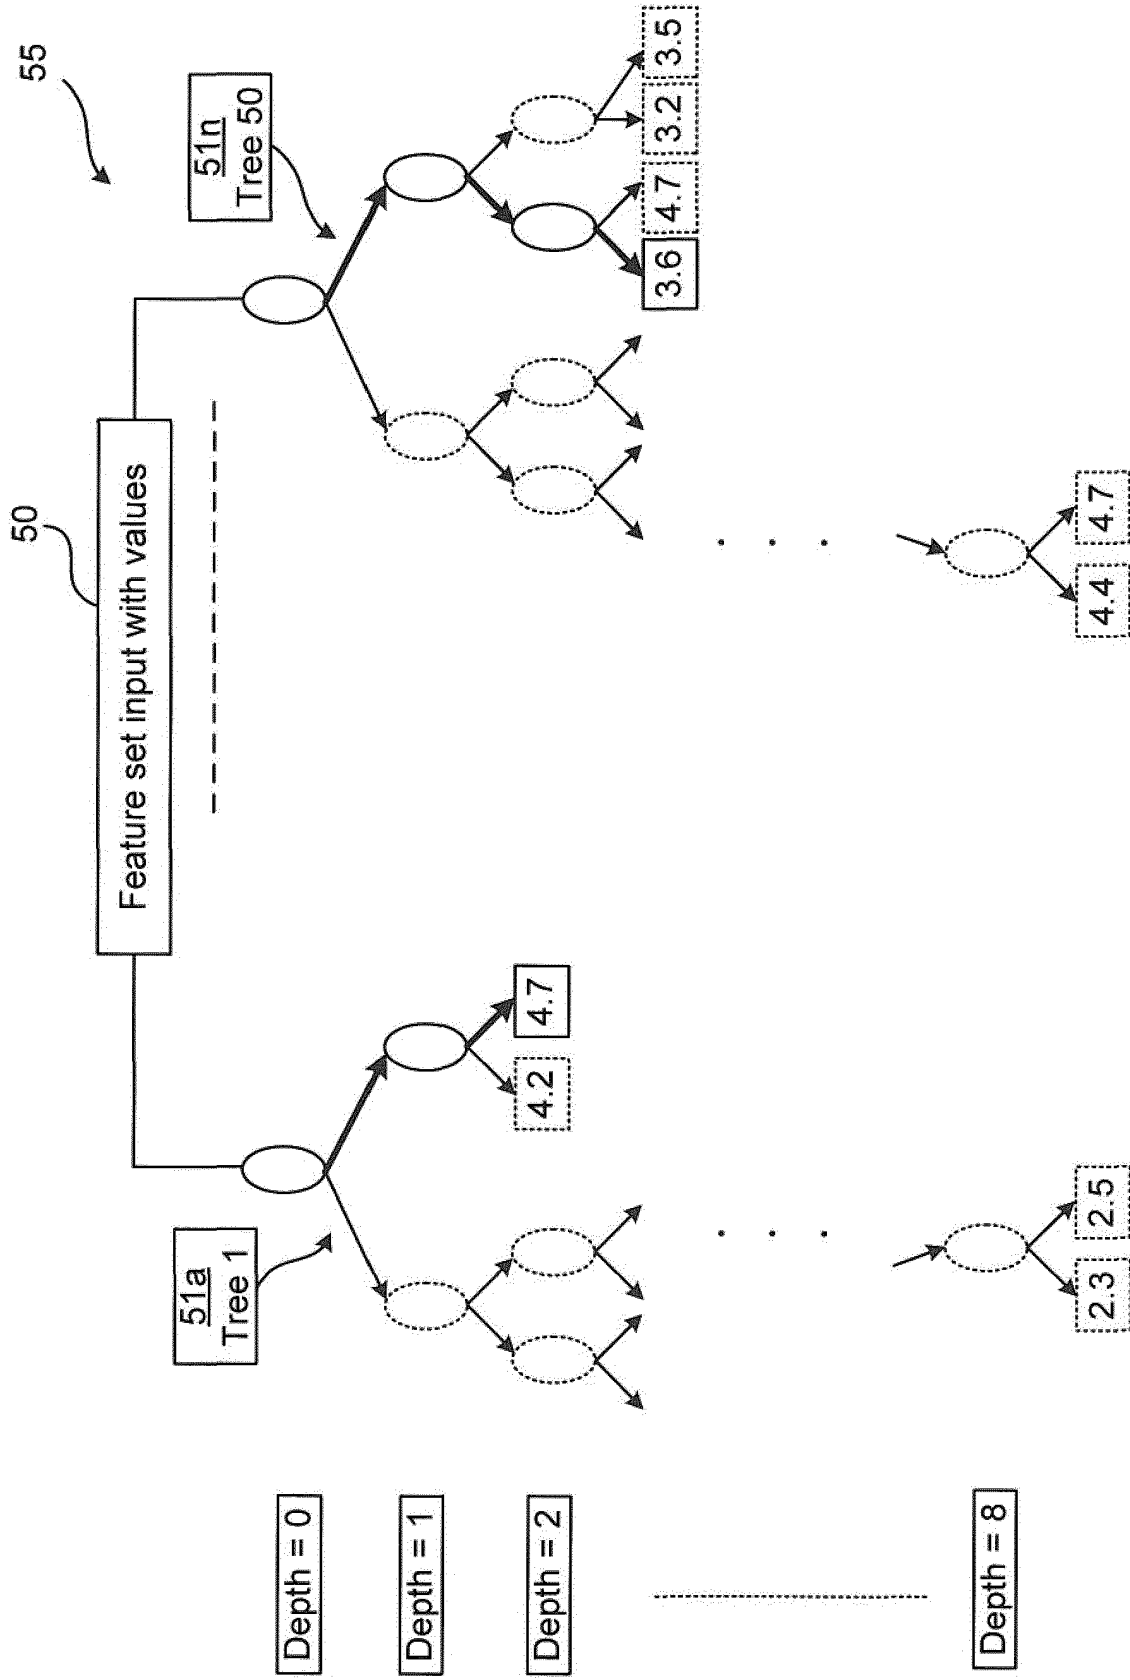 55
50
Feature set input with values
51a
Tree 1
51n
Tree 50
Depth = 0
Depth = 1
Depth = 2
4.2
4.7
3.6
4.7
3.2
3.5
Depth = 8
2.3
2.5
4.4
4.7